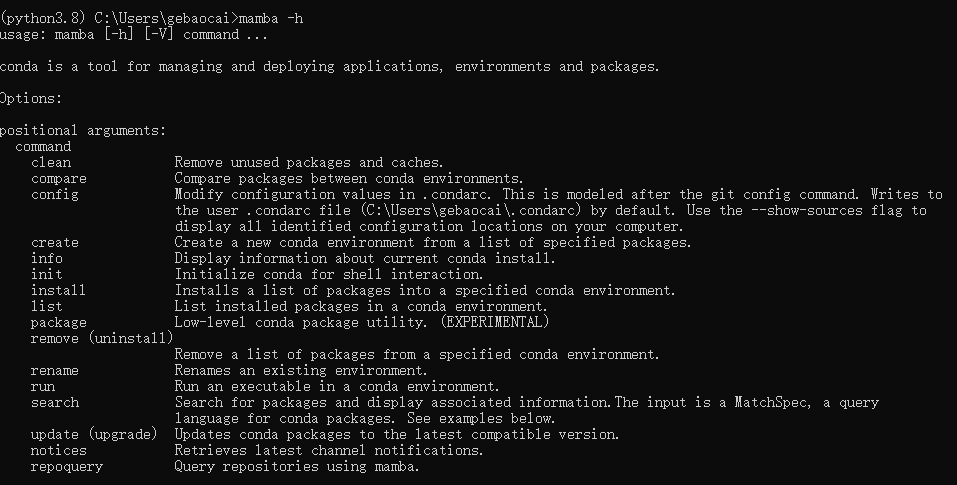 (python3.8) C:\Users\gebaocai>mamba -h
usage: mamba [-h] [-V] command ...
conda is a tool for managing and deploying applications, environments and packages.
Options:
positional arguments:
command
clean Remove unused packages and caches.
compare Compare packages between conda environments.
config Modify configuration values in .condarc. This is modeled after the git config command. Writes to
the user .condarc file (C:\Users\gebaocai\.condarc) by default. Use the --show-sources flag to
display all identified configuration locations on your computer.
create Create a new conda environment from a list of specified packages.
info Display information about current conda install.
init Initialize conda for shell interaction.
install Installs a list of packages into a specified conda environment.
list List installed packages in a conda environment.
package Low-level conda package utility. (EXPERIMENTAL)
remove (uninstall)
Remove a list of packages from a specified conda environment.
rename Renames an existing environment.
run Run an executable in a conda environment.
search Search for packages and display associated information.The input is a MatchSpec, a query
language for conda packages. See examples below.
update (upgrade) Updates conda packages to the latest compatible version.
notices Retrieves latest channel notifications.
repoquery Query repositories using mamba.